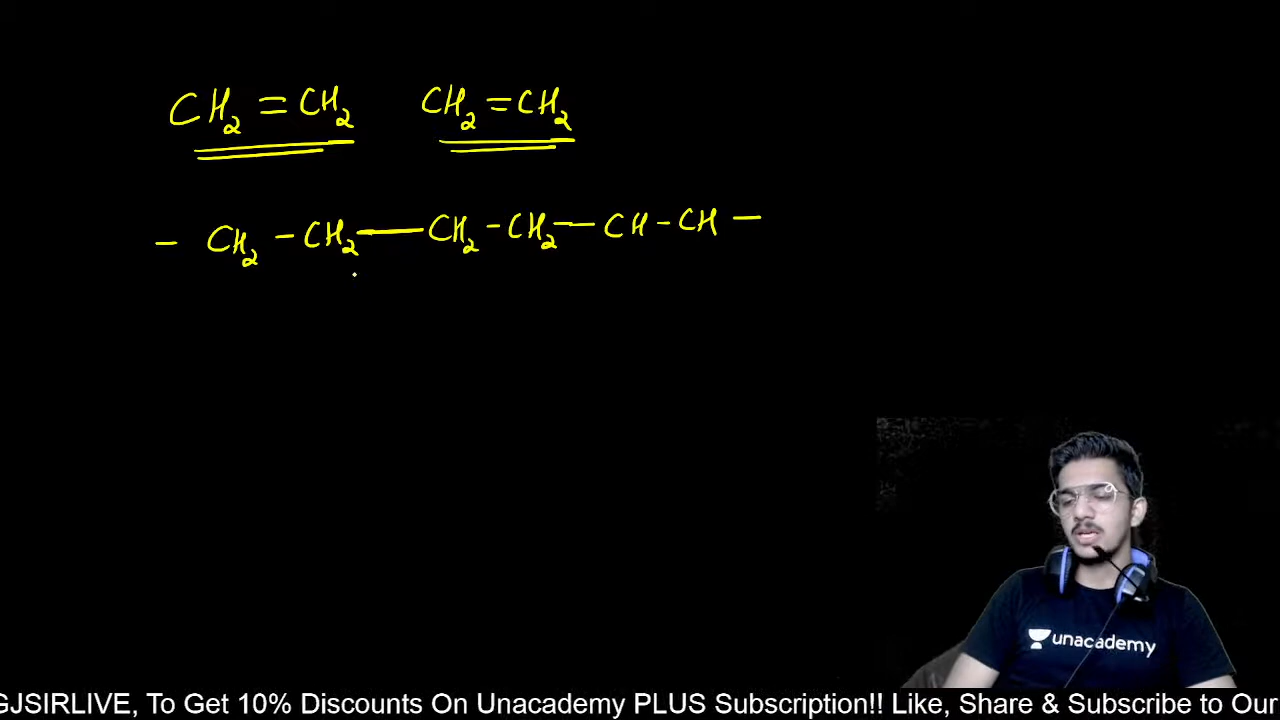 CH₂ = CH₂ CH₂ = CH₂
- CH₂ - CH₂ — CH₂ - CH₂ — CH - CH -
unacademy
GJSIRLIVE, To Get 10% Discounts On Unacademy PLUS Subscription!! Like, Share & Subscribe to Our